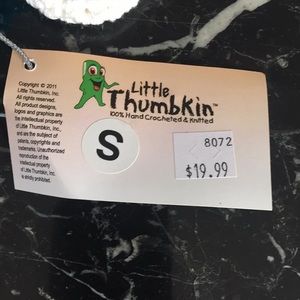 Copyright © 2011
Little Thumbkin, Inc.
All rights reserved.
All product designs,
logos and graphics are
the intellectual property
of Little Thumbkin, Inc.
and are the subject of
patents, copyrights and
trademarks. Unauthorized
reproduction of the
intellectual property
of Little Thumbkin, Inc.
is strictly prohibited.
Little
Thumbkin™
100% Hand Crocheted & Knitted
S
8072
$19.99